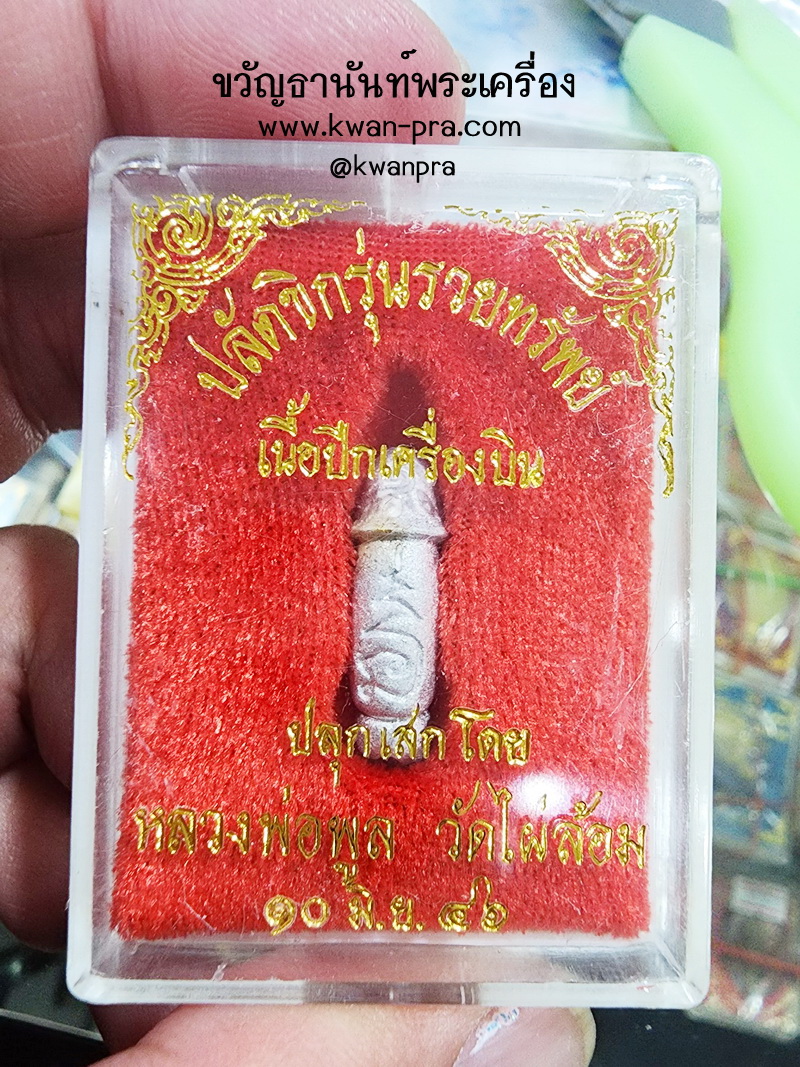 ขวัญธานันท์พระเครื่อง
www.kwan-pra.com
@kwanpra
ปลัดขิกรุ่นรวยทรัพย์
เนื้อปีกเครื่องบิน
ปลุกเสกโดย
หลวงพ่อพูล วัดไผ่ล้อม
๑๐ มิ.ย. ๔๖